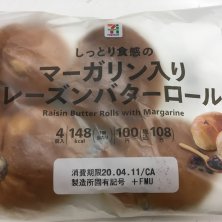 しっとり食感の
マーガリン入り
レーズンバターロール
Raisin Butter Rolls with Margarine
4個入 148kcal 100円 108円
消費期限20.04.11/CA
製造所固有記号 +FMU